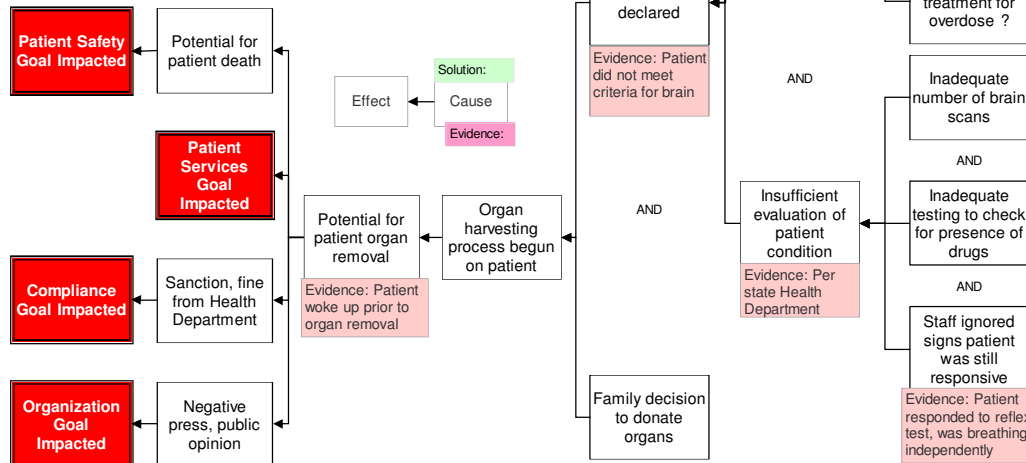 Patient Safety
Goal Impacted
Potential for
patient death
Solution:
Effect
Cause
Evidence:
declared
Evidence: Patient
did not meet
criteria for brain
AND
treatment for
overdose ?
Inadequate
number of brain
scans
AND
Patient
Services
Goal
Impacted
Potential for
patient organ
removal
Evidence: Patient
woke up prior to
organ removal
Organ
harvesting
process begun
on patient
AND
Insufficient
evaluation of
patient
condition
Evidence: Per
state Health
Department
Inadequate
testing to check
for presence of
drugs
AND
Compliance
Goal Impacted
Sanction, fine
from Health
Department
Staff ignored
signs patient
was still
responsive
Evidence: Patient
responded to reflex
test, was breathing
independently
Organization
Goal
Impacted
Negative
press, public
opinion
Family decision
to donate
organs